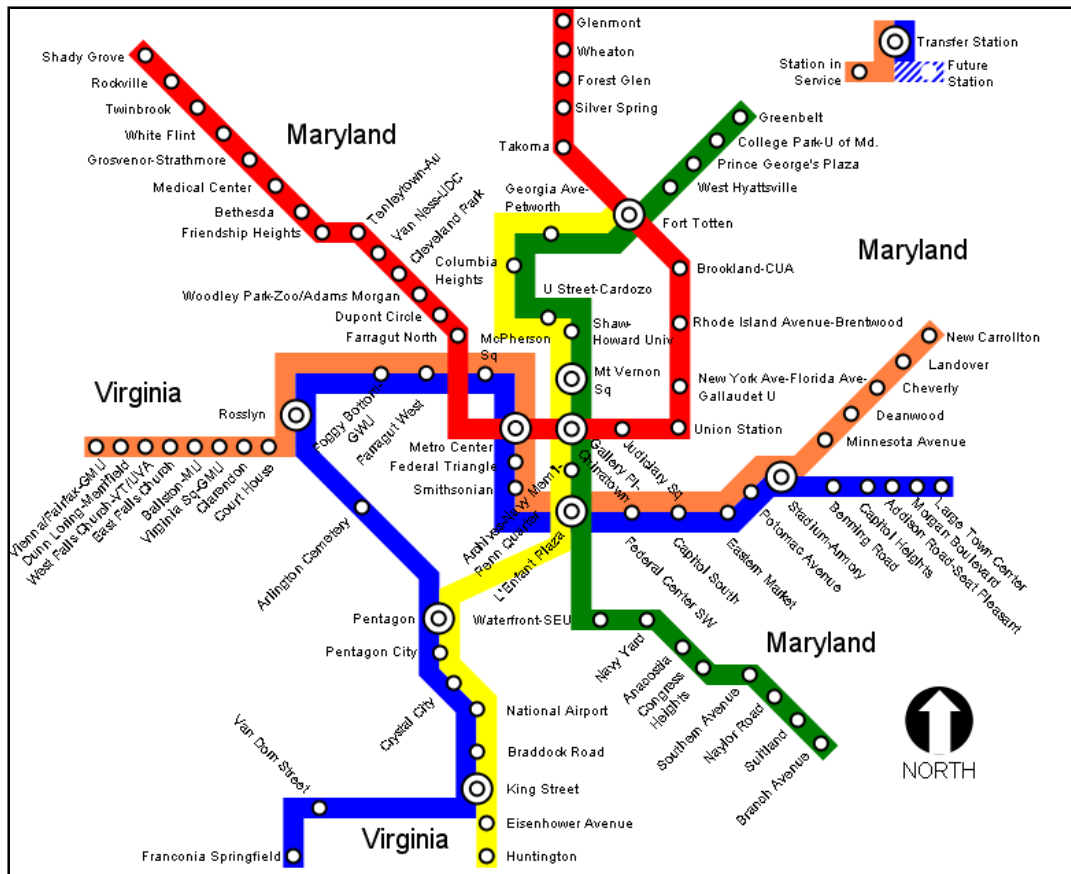 Glenmont
Wheaton
Forest Glen
Silver Spring
Takoma
Transfer Station
Station in
Service
Future
Station
Shady Grove
Rockville
Twinbrook
White Flint
Grosvenor-Strathmore
Medical Center
Bethesda
Friendship Heights
Maryland
Tenleytown-Au
Van Ness-UDC
Cleveland Park
Woodley Park-Zoo/Adams Morgan
Dupont Circle
Farragut North
Greenbelt
College Park-U of Md.
Prince George's Plaza
West Hyattsville
Georgia Ave-
Petworth
Fort Totten
Maryland
Columbia
Heights
Brookland-CUA
U Street-Cardozo
Shaw-
Howard Univ
Rhode Island Avenue-Brentwood
McPherson
Sq
Mt Vernon
Sq
New York Ave-Florida Ave-
Gallaudet U
New Carrollton
Landover
Cheverly
Deanwood
Minnesota Avenue
Virginia
Rosslyn
Foggy Bottom
GWU
Farragut West
Metro Center
Federal Triangle
Smithsonian
Gallery Pl-
Chinatown
Judiciary Sq
Union Station
Vienna/Fairfax-GMU
Dunn Loring-Merrifield
West Falls Church-VT/UVA
East Falls Church
Ballston-MU
Virginia Sq-GMU
Clarendon
Court House
Arlington Cemetery
Archives-Navy Mem'l-
Penn Quarter
L'Enfant Plaza
Federal Center SW
Capitol South
Eastern Market
Potomac Avenue
Stadium-Armory
Benning Road
Capitol Heights
Addison Road-Seat Pleasant
Morgan Boulevard
Large Town Center
Pentagon
Waterfront-SEU
Pentagon City
Crystal City
Navy Yard
Anacostia
Congress
Heights
Southern Avenue
Naylor Road
Suitland
Branch Avenue
Maryland
National Airport
Braddock Road
King Street
Eisenhower Avenue
Huntington
Van Dorn Street
Franconia Springfield
Virginia
NORTH